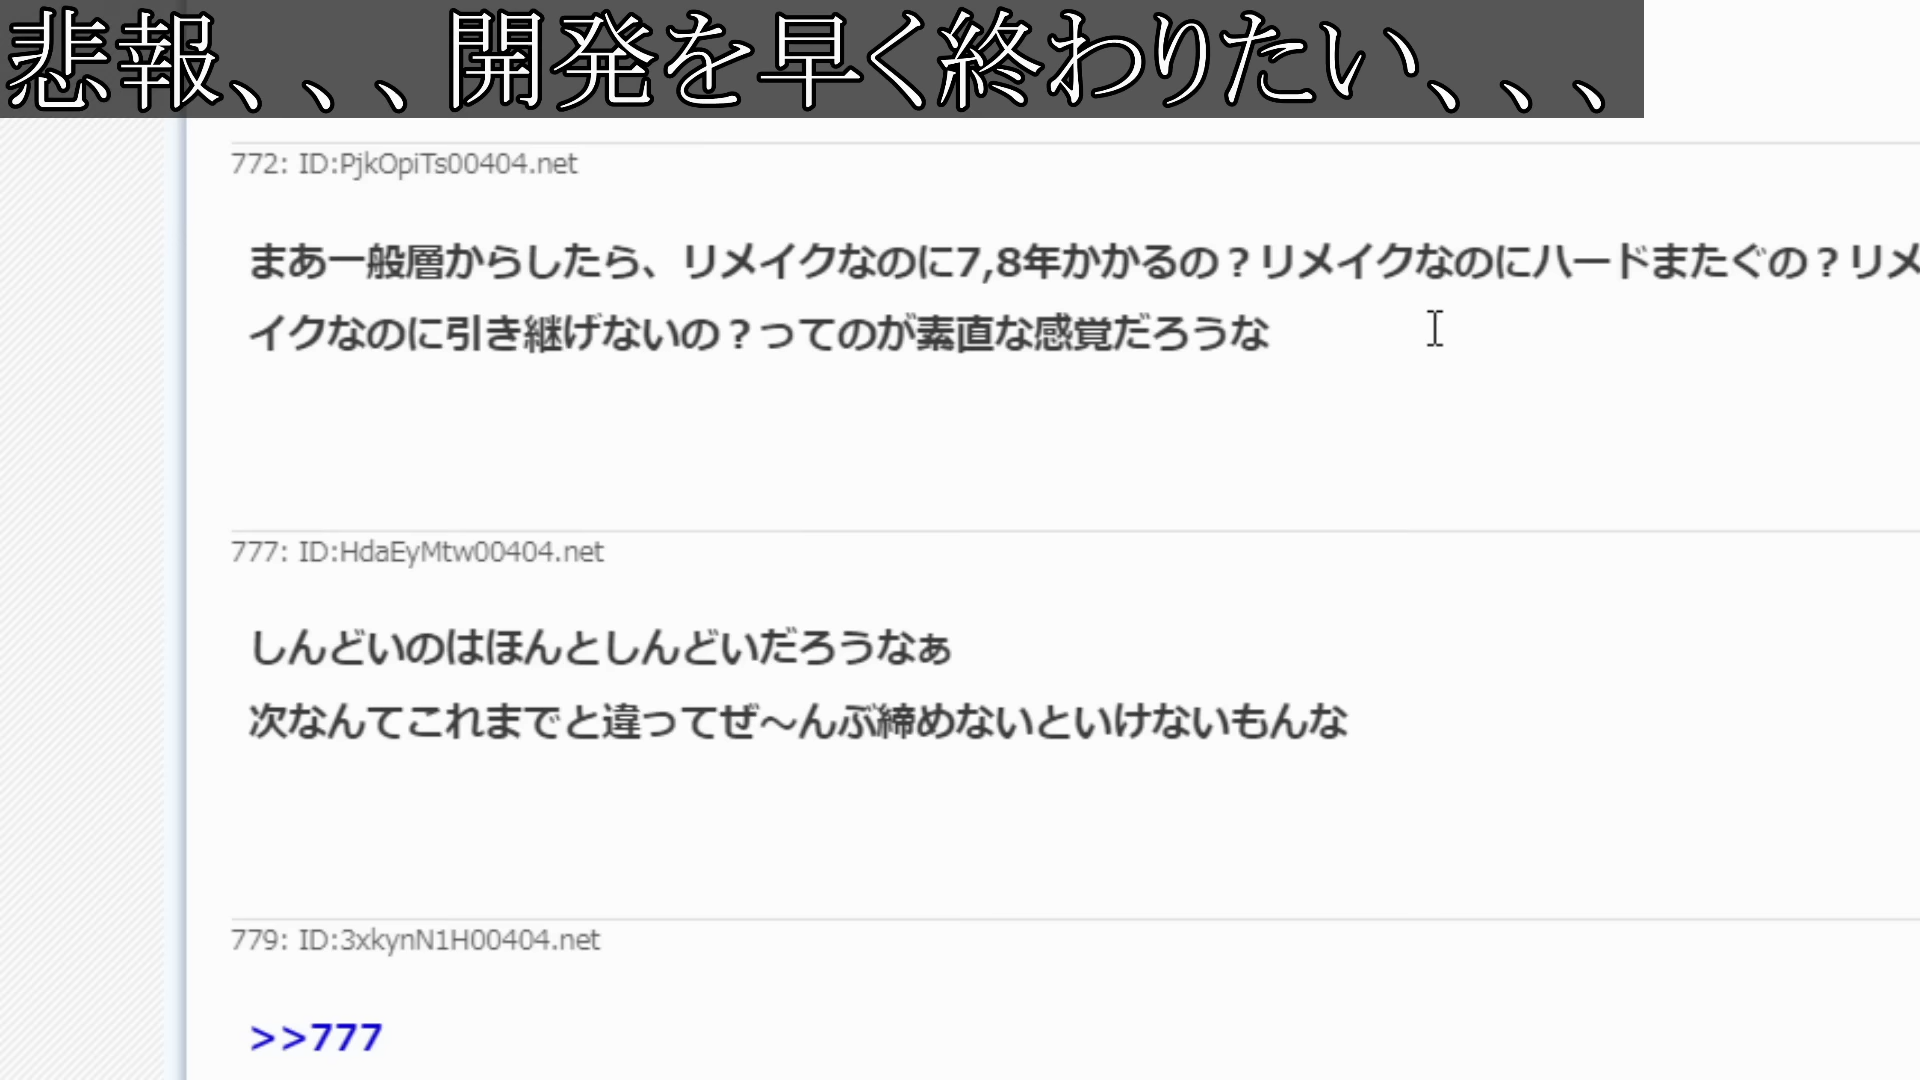 悲報、、、開発を早く終わりたい、、、
772: ID:PjkOpiTs00404.net
まあ一般層からしたら、リメイクなのに7,8年かかるの？リメイクなのにハードまたぐの？リメ
イクなのに引き継げないの？ってのが素直な感覚だろうな
777: ID:HdaEyMtw00404.net
しんどいのはほんとしんどいだろうなぁ
次なんてこれまでと違ってぜ～んぶ締めないといけないもんな
779: ID:3xkynN1H00404.net
>>777